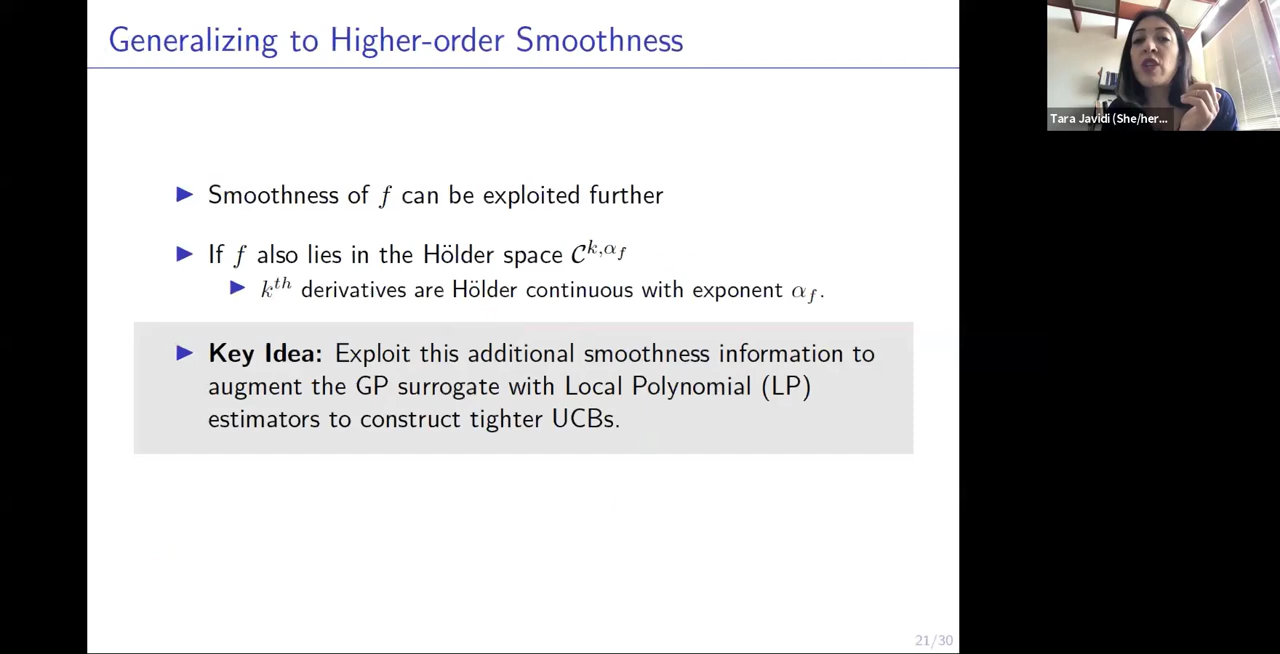 Generalizing to Higher-order Smoothness
Tara Javidi (She/her...
▶ Smoothness of f can be exploited further
▶ If f also lies in the Hölder space 𝒞^{k,α_f}
▶ k^{th} derivatives are Hölder continuous with exponent α_f.
▶ Key Idea: Exploit this additional smoothness information to
augment the GP surrogate with Local Polynomial (LP)
estimators to construct tighter UCBs.
21/30